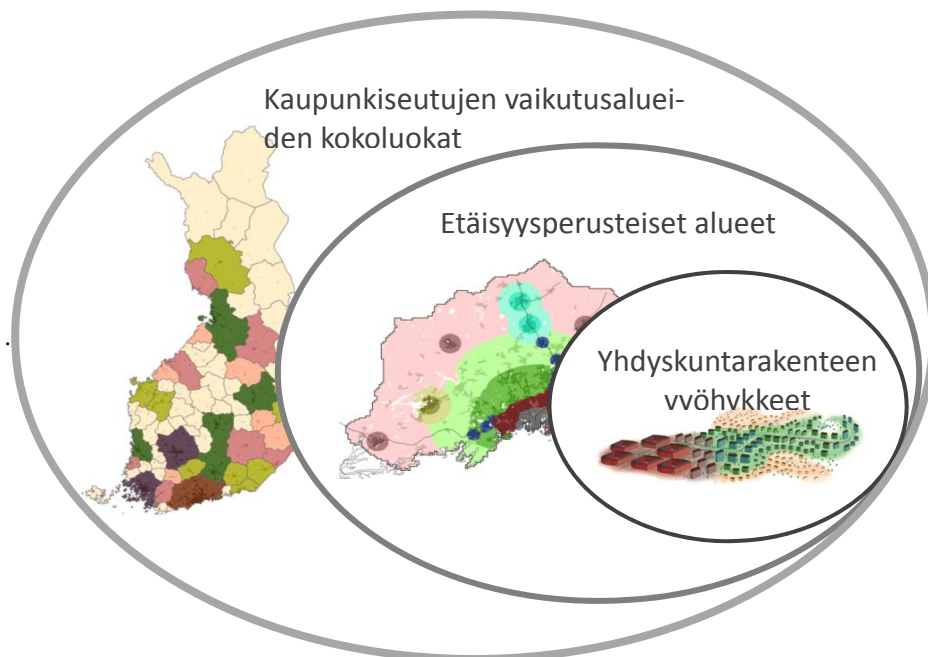 Kaupunkiseutujen vaikutusaluei-
den kokoluokat
Etäisyysperusteiset alueet
Yhdyskuntarakenteen
vyöhykkeet
.